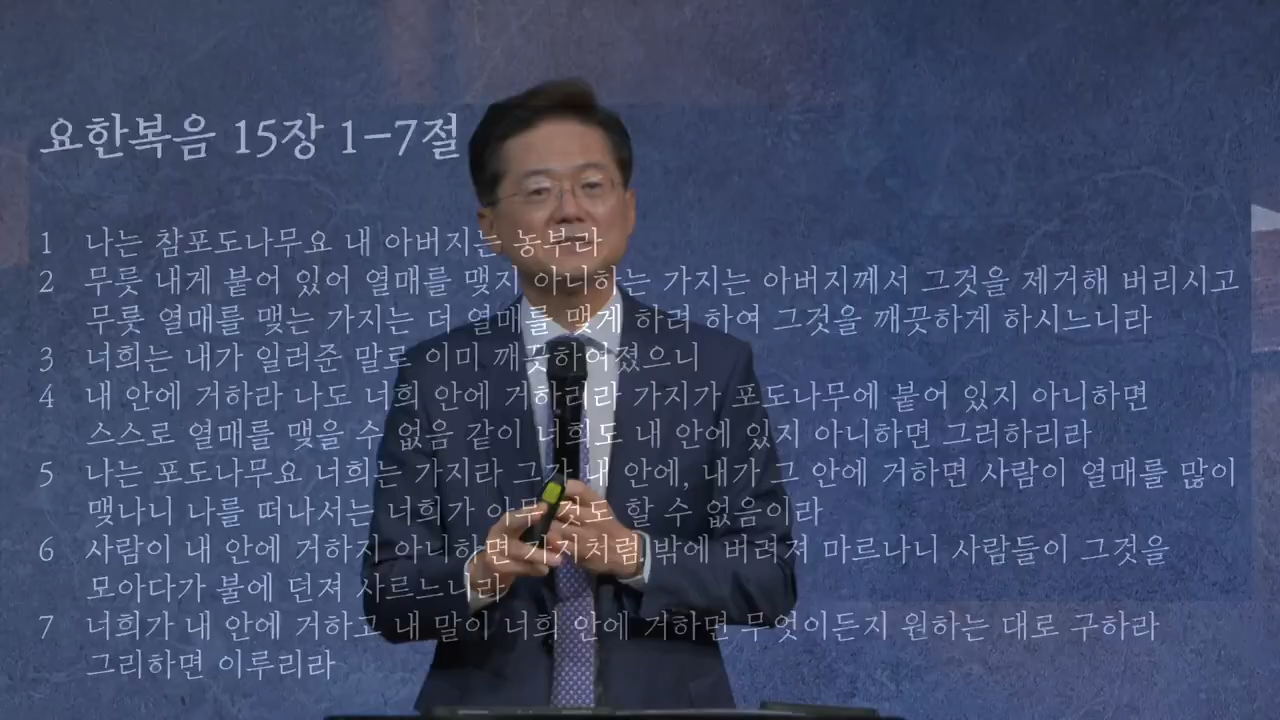 요한복음 15장 1-7절
1 나는 참포도나무요 내 아버지는 농부라
2 무릇 내게 붙어 있어 열매를 맺지 아니하는 가지는 아버지께서 그것을 제거해 버리시고
무릇 열매를 맺는 가지는 더 열매를 맺게 하려 하여 그것을 깨끗하게 하시느니라
3 너희는 내가 일러준 말로 이미 깨끗하여졌으니
4 내 안에 거하라 나도 너희 안에 거하리라 가지가 포도나무에 붙어 있지 아니하면
스스로 열매를 맺을 수 없음 같이 너희도 내 안에 있지 아니하면 그러하리라
5 나는 포도나무요 너희는 가지라 그가 내 안에, 내가 그 안에 거하면 사람이 열매를 많이
맺나니 나를 떠나서는 너희가 아무 것도 할 수 없음이라
6 사람이 내 안에 거하지 아니하면 가지처럼 밖에 버려져 마르나니 사람들이 그것을
모아다가 불에 던져 사르느니라
7 너희가 내 안에 거하고 내 말이 너희 안에 거하면 무엇이든지 원하는 대로 구하라
그리하면 이루리라